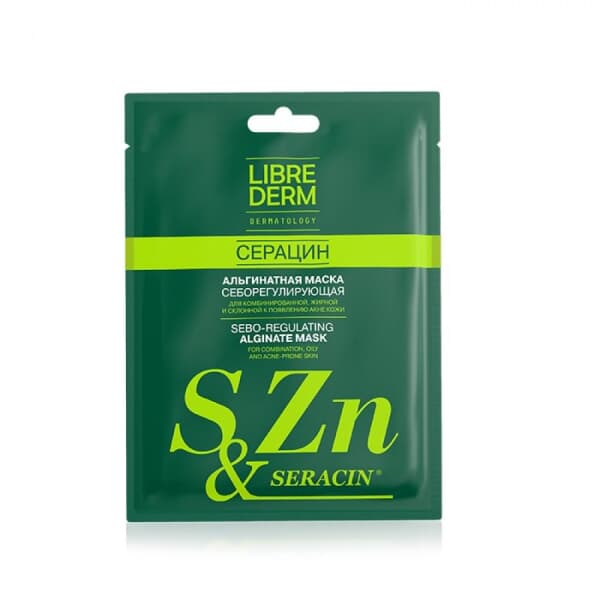 LIBRE
DERM
DERMATOLOGY
СЕРАЦИН
АЛЬГИНАТНАЯ МАСКА
СЕБОРЕГУЛИРУЮЩАЯ
ДЛЯ КОМБИНИРОВАННОЙ, ЖИРНОЙ
И СКЛОННОЙ К ПОЯВЛЕНИЮ АКНЕ КОЖИ
SEBO-REGULATING
ALGINATE MASK
FOR COMBINATION, OILY
AND ACNE-PRONE SKIN
S Zn
& SERACIN®